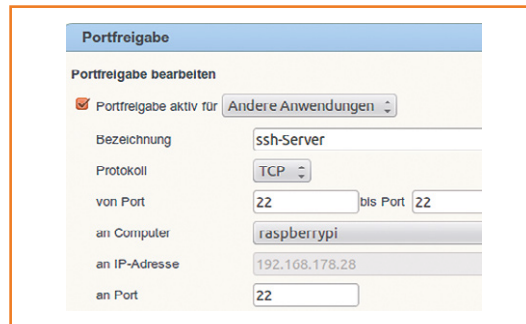 Portfreigabe
Portfreigabe bearbeiten
Portfreigabe aktiv für Andere Anwendungen
Bezeichnung ssh-Server
Protokoll TCP
von Port 22 bis Port 22
an Computer raspberrypi
an IP-Adresse 192.168.178.28
an Port 22